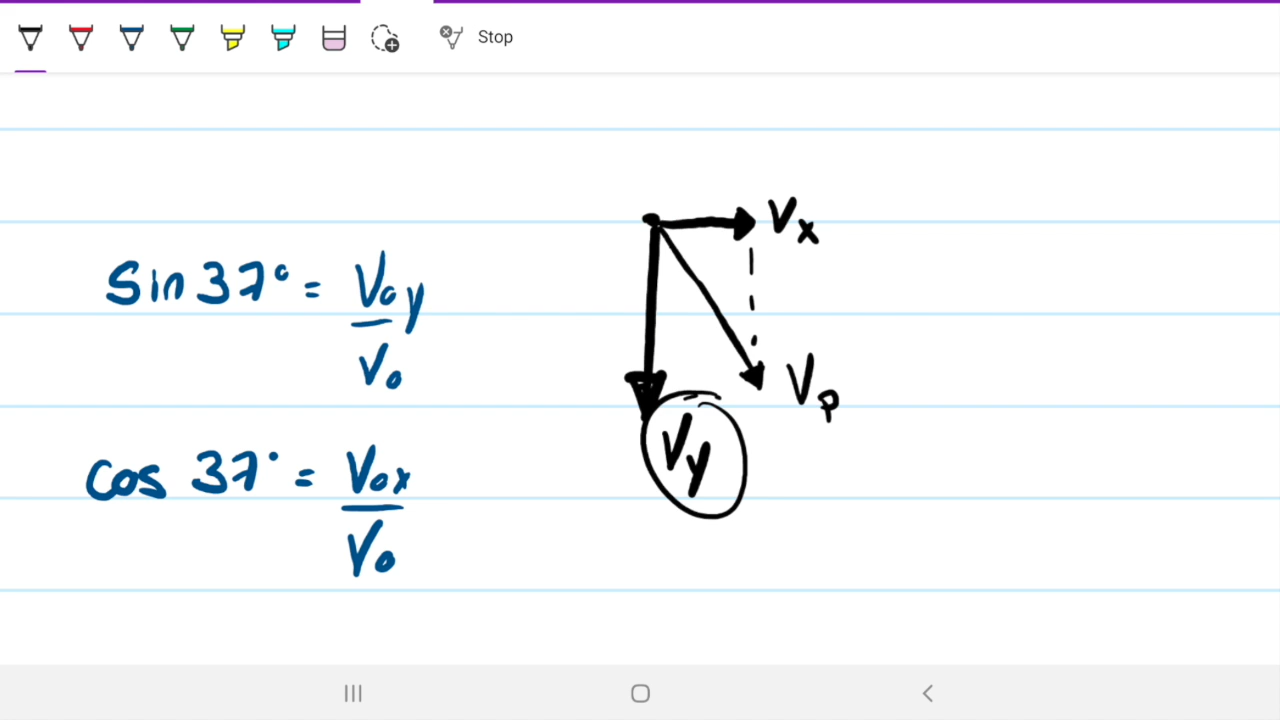 Stop
Sin 37° = Voy
Vo
cos 37° = Vox
Vo
Vx
Vp
Vy